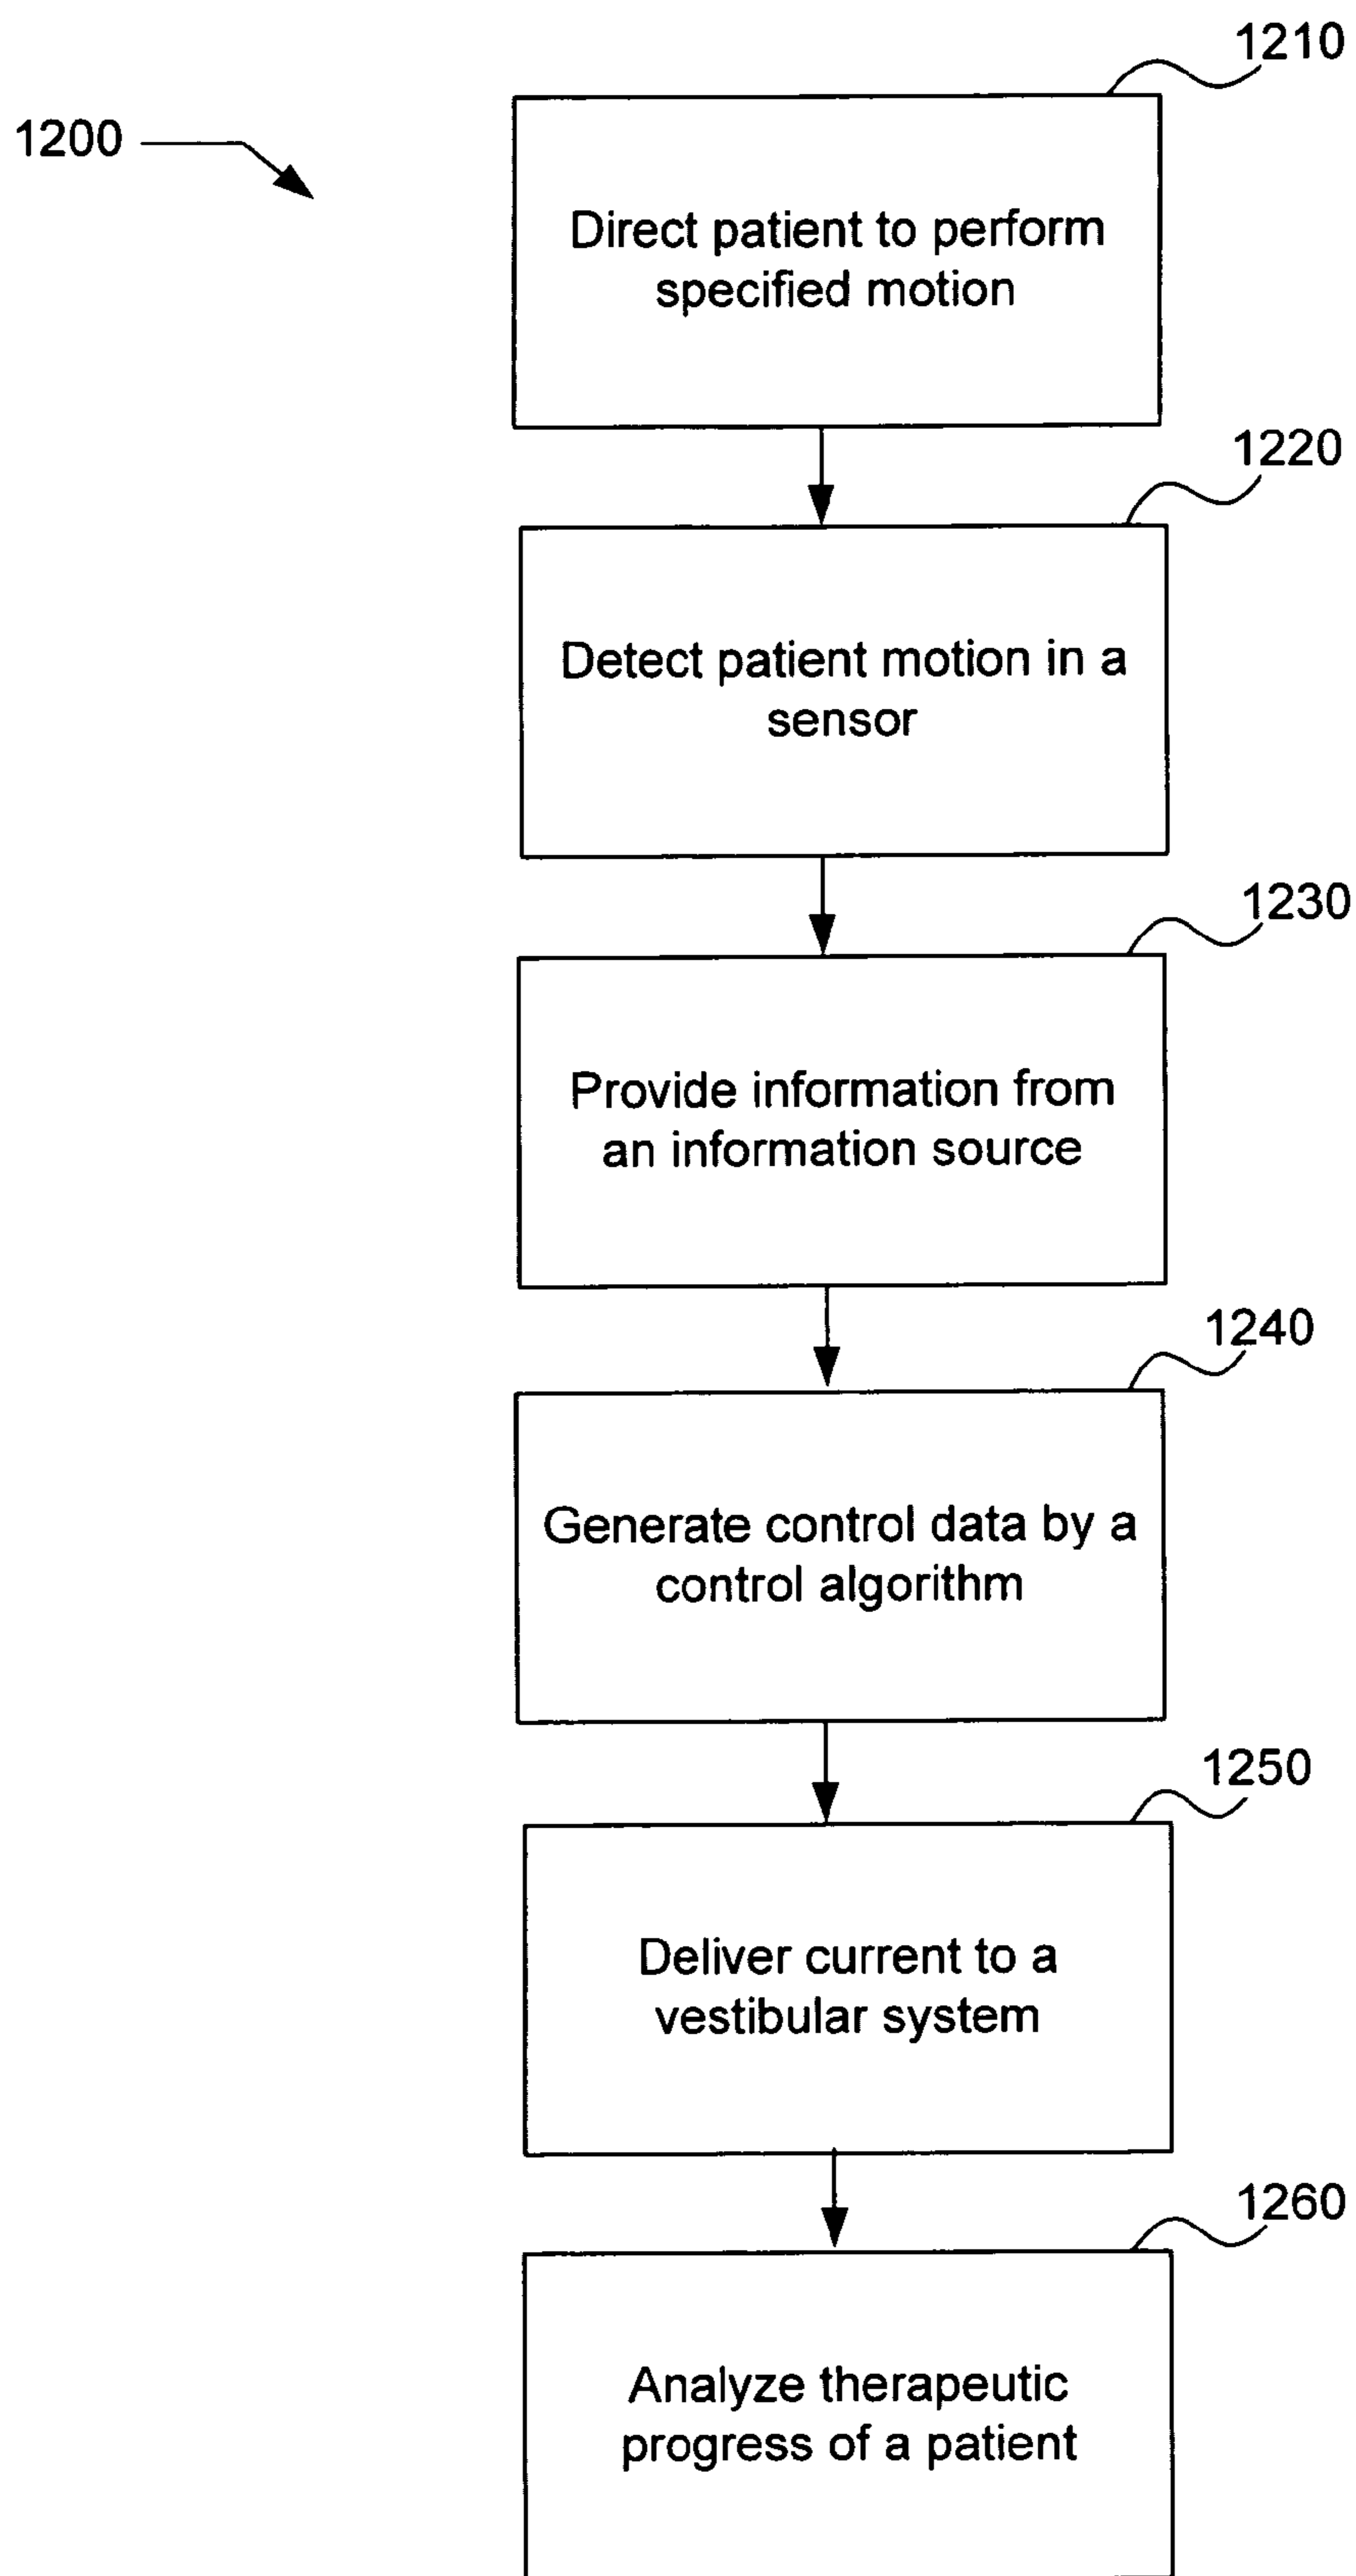 1210
1200
Direct patient to perform
specified motion
1220
Detect patient motion in a
sensor
1230
Provide information from
an information source
1240
Generate control data by a
control algorithm
1250
Deliver current to a
vestibular system
1260
Analyze therapeutic
progress of a patient